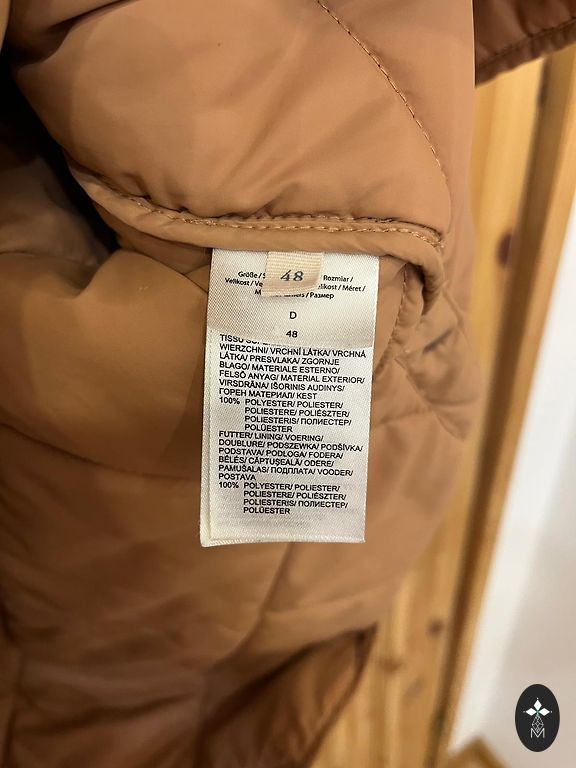 48
Größe / Rozmiar /
Velikost / Méret /
/ Размер
D
48
TISSU
WIERZCHNI/ VRCHNÍ LÁTKA/ VRCHNÁ
LÁTKA/ PRESVLAKA/ ZGORNJE
BLAGO/ MATERIALE ESTERNO/
FELSŐ ANYAG/ MATERIAL EXTERIOR/
VIRSDRĀNA/ IŠORINIS AUDINYS/
ГОРЕН МАТЕРИАЛ/ KEST
100% POLYESTER/ POLIESTER/
POLIESTERE/ POLIÉSZTER/
POLIESTERIS/ ПОЛИЕСТЕР/
POLÜESTER
FUTTER/ LINING/ VOERING/
DOUBLURE/ PODSZEWKA/ PODŠÍVKA/
PODSTAVA/ PODLOGA/ FODERA/
BÉLÉS/ CĂPTUȘEALĂ/ ODERE/
PAMUŠALAS/ ПОДПЛАТА/ VOODER/
POSTAVA
100% POLYESTER/ POLIESTER/
POLIESTERE/ POLIÉSZTER/
POLIESTERIS/ ПОЛИЕСТЕР/
POLÜESTER
M